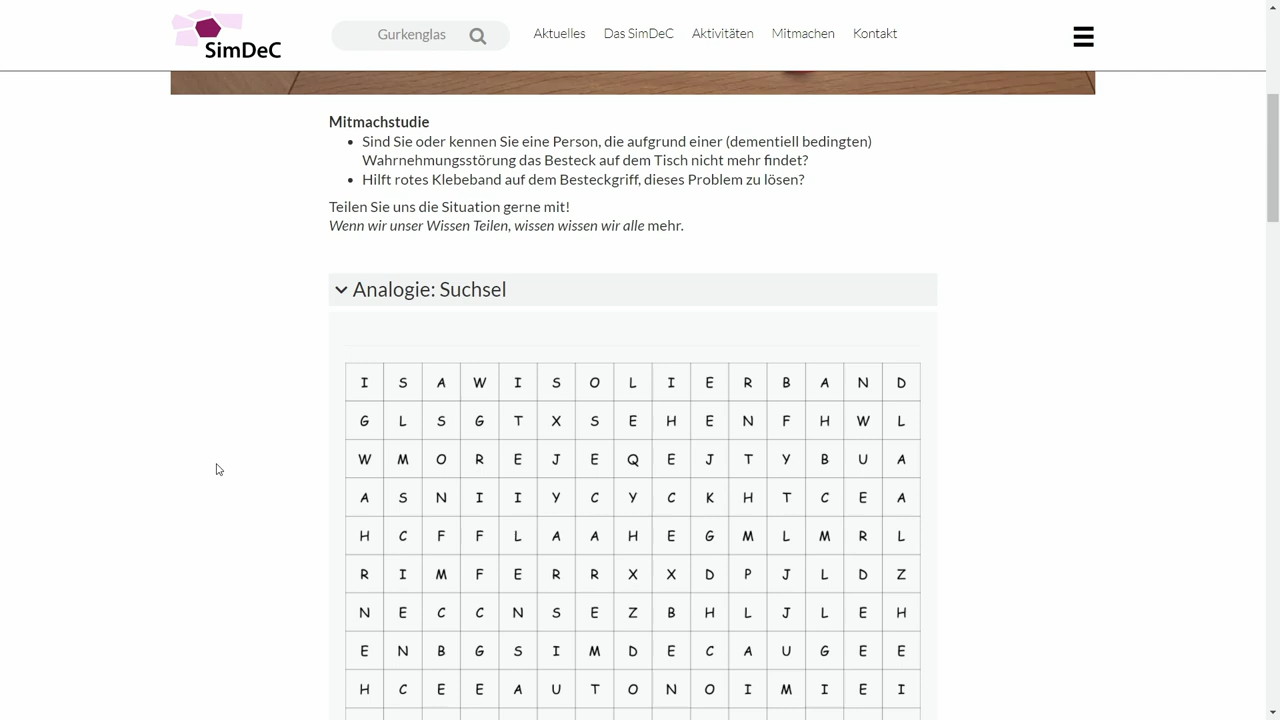 SimDeC
Gurkenglas
Aktuelles Das SimDeC Aktivitäten Mitmachen Kontakt
Mitmachstudie
• Sind Sie oder kennen Sie eine Person, die aufgrund einer (dementiell bedingten)
Wahrnehmungsstörung das Besteck auf dem Tisch nicht mehr findet?
• Hilft rotes Klebeband auf dem Besteckgriff, dieses Problem zu lösen?
Teilen Sie uns die Situation gerne mit!
Wenn wir unser Wissen Teilen, wissen wissen wir alle mehr.
Analogie: Suchsel
I S A W I S O L I E R B A N D
G L S G T X S E H E N F H W L
W M O R E J E Q E J T Y B U A
A S N I I Y C Y C K H T C E A
H C F F L A A H E G M L M R L
R I M F E R R X X D P J L D Z
N E C C N S E Z B H L J L E H
E N B G S I M D E C A U G E E
H C E E A U T O N O I M I E I